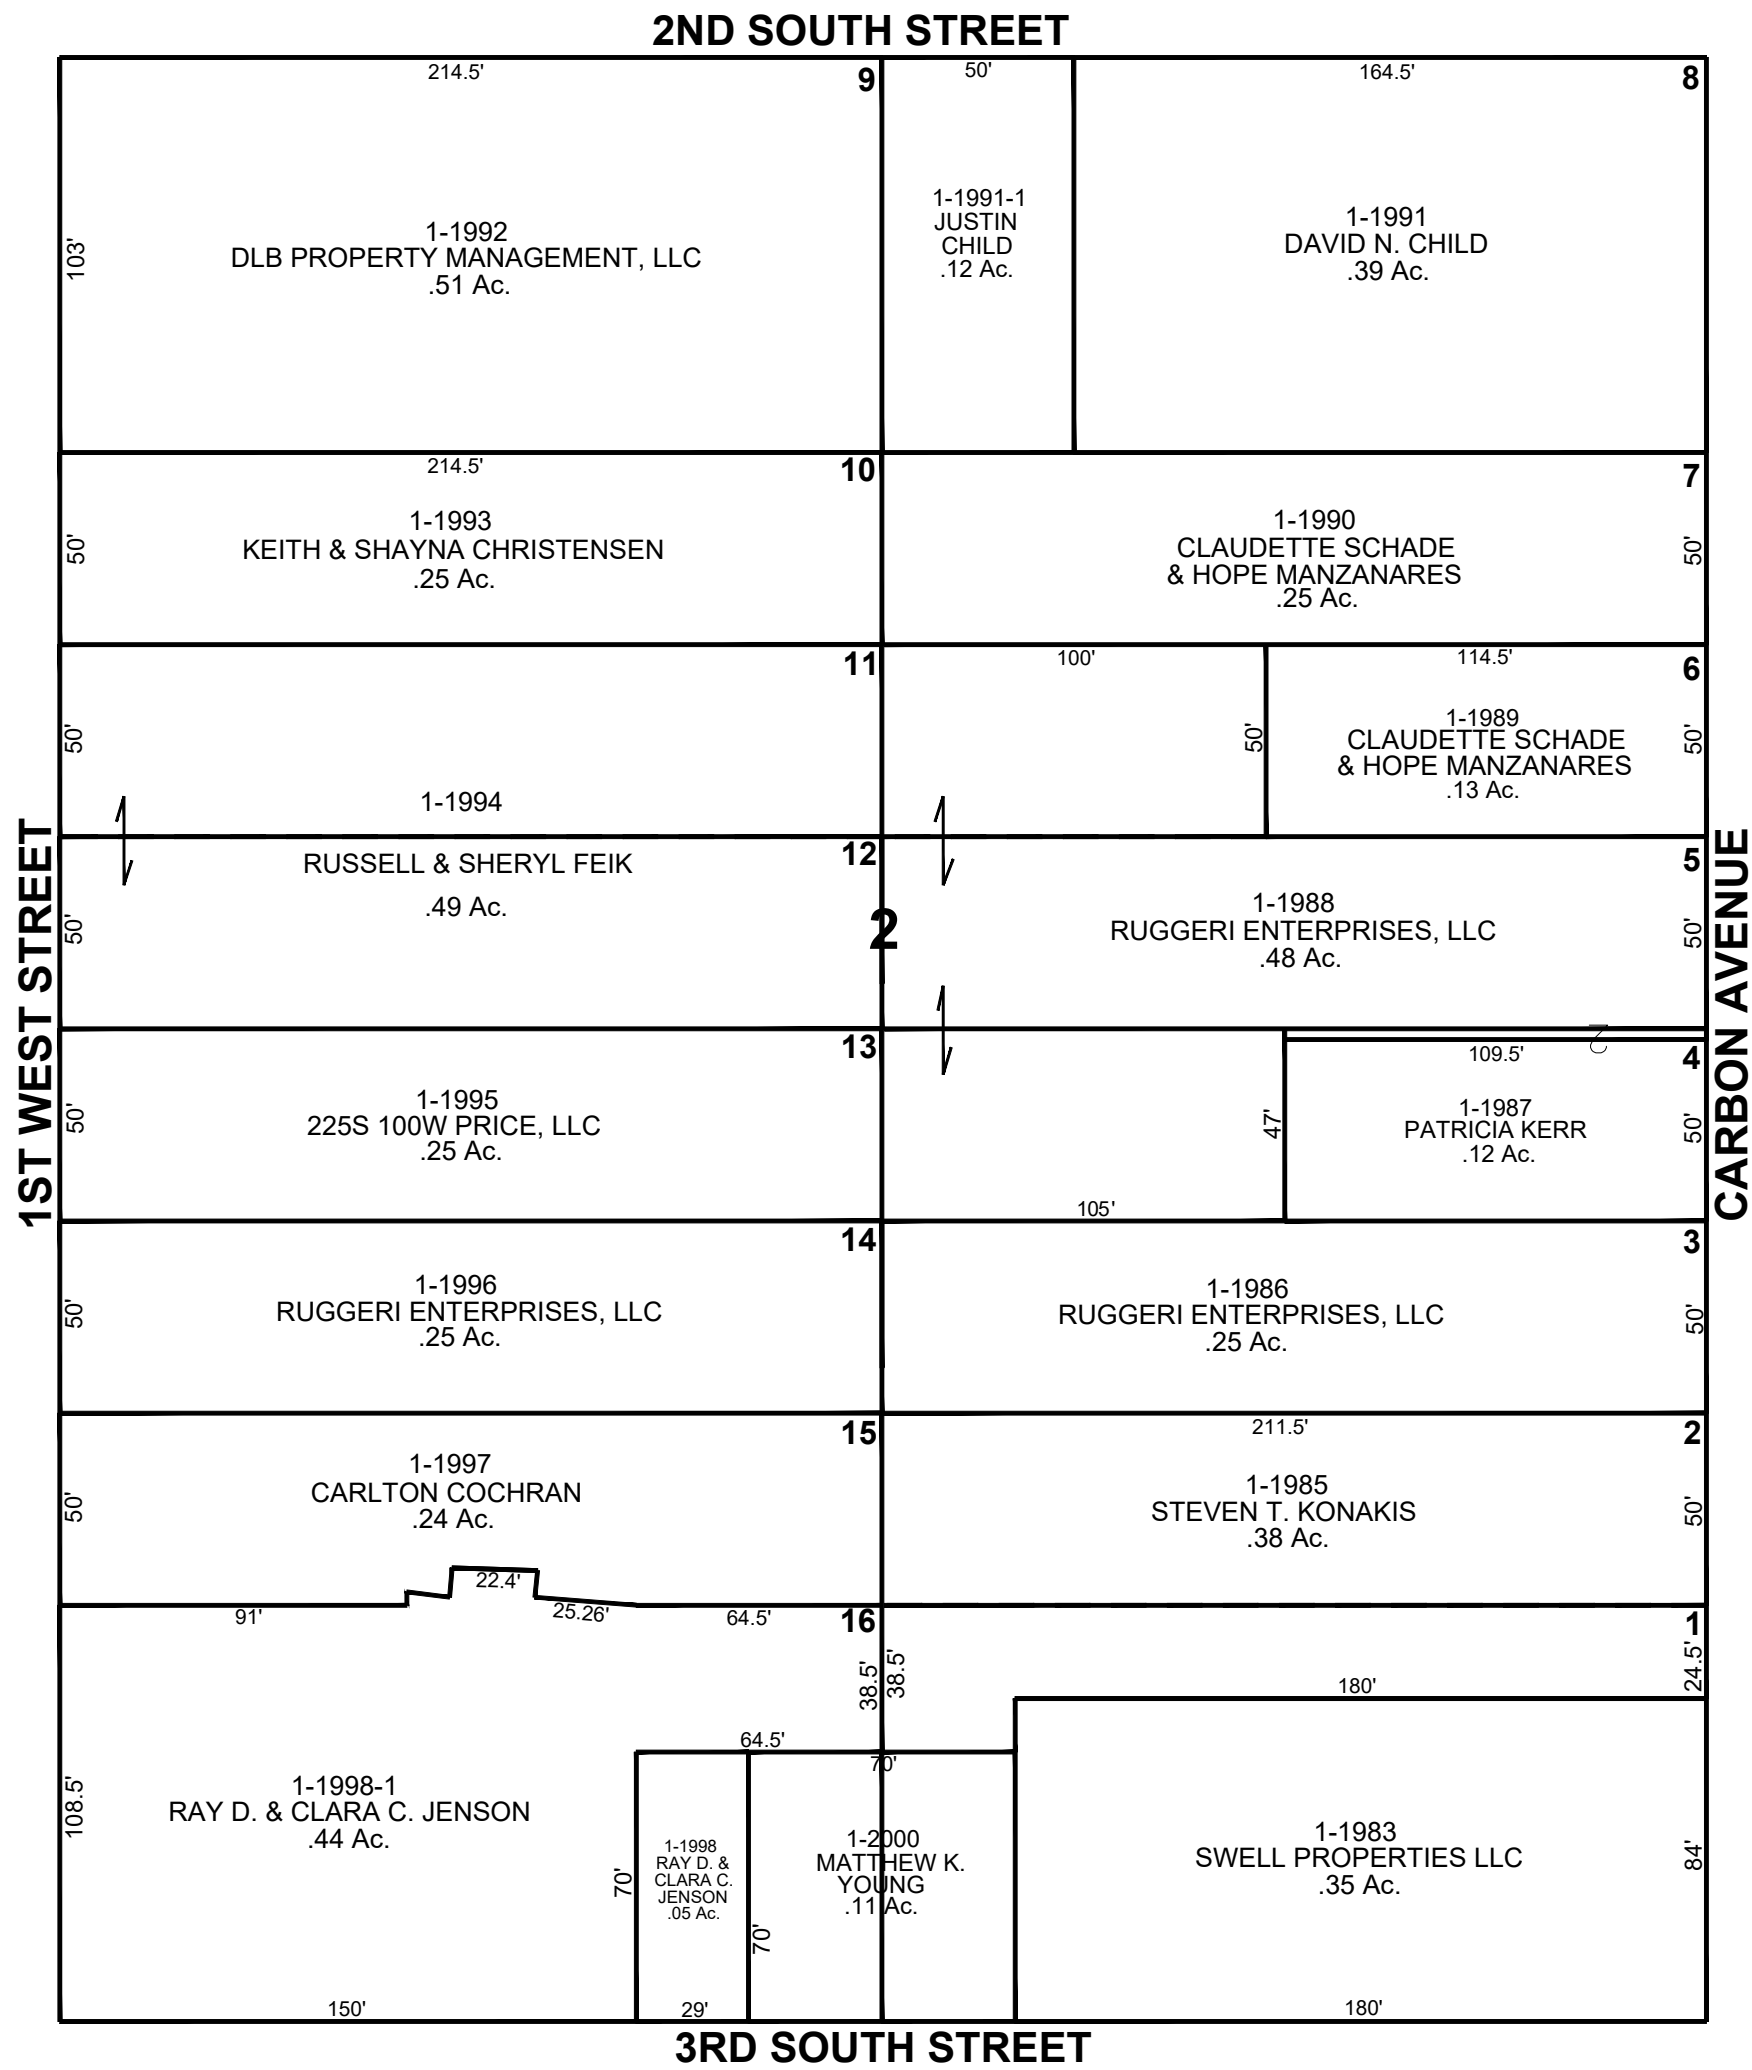 2ND SOUTH STREET
214.5'
9
50'
164.5'
8
103'
1-1992
DLB PROPERTY MANAGEMENT, LLC
.51 Ac.
1-1991-1
JUSTIN
CHILD
.12 Ac.
1-1991
DAVID N. CHILD
.39 Ac.
214.5'
10
7
50'
1-1993
KEITH & SHAYNA CHRISTENSEN
.25 Ac.
1-1990
CLAUDETTE SCHADE
& HOPE MANZANARES
.25 Ac.
50'
11
100'
114.5'
6
50'
50'
1-1989
CLAUDETTE SCHADE
& HOPE MANZANARES
.13 Ac.
50'
1-1994
RUSSELL & SHERYL FEIK
.49 Ac.
12
5
50'
2
1-1988
RUGGERI ENTERPRISES, LLC
.48 Ac.
50'
1ST WEST STREET
CARBON AVENUE
13
109.5'
4
50'
1-1995
225S 100W PRICE, LLC
.25 Ac.
47'
1-1987
PATRICIA KERR
.12 Ac.
50'
105'
14
3
50'
1-1996
RUGGERI ENTERPRISES, LLC
.25 Ac.
1-1986
RUGGERI ENTERPRISES, LLC
.25 Ac.
50'
15
211.5'
2
50'
1-1997
CARLTON COCHRAN
.24 Ac.
1-1985
STEVEN T. KONAKIS
.38 Ac.
50'
22.4'
91'
25.26'
64.5'
16
1
38.5'
38.5'
24.5'
180'
64.5'
70'
108.5'
1-1998-1
RAY D. & CLARA C. JENSON
.44 Ac.
70'
1-1998
RAY D. &
CLARA C.
JENSON
.05 Ac.
70'
1-2000
MATTHEW K.
YOUNG
.11 Ac.
1-1983
SWELL PROPERTIES LLC
.35 Ac.
84'
150'
29'
180'
3RD SOUTH STREET